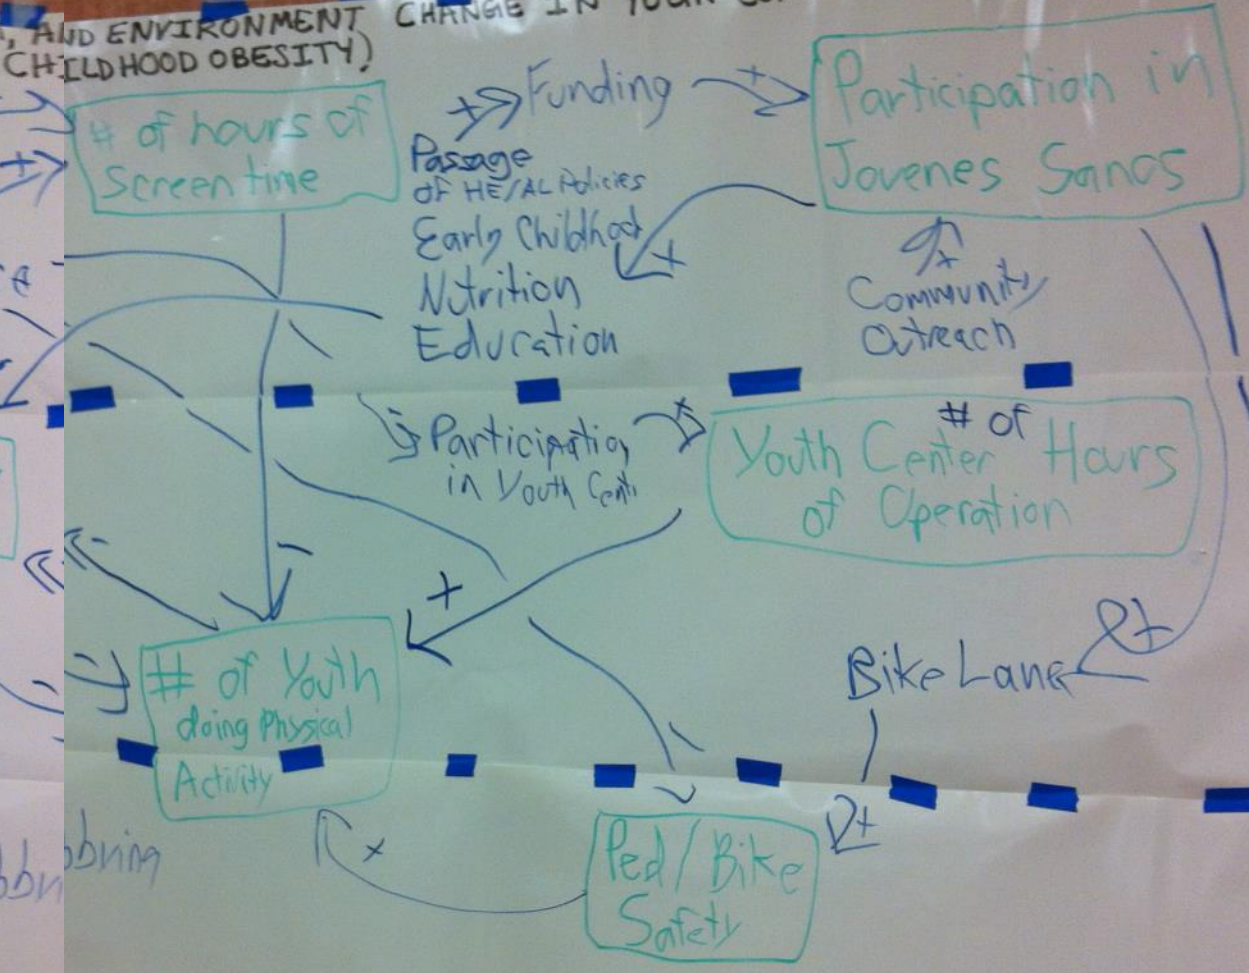 AND ENVIRONMENT CHANGE IN YOUR
CHILDHOOD OBESITY)
# of hours of
Screen time
+
Funding
+
Participation in
Jovenes Sanos
+
Passage
of HE/AL Policies
Early Childhood
Nutrition
Education
+
+
Community
Outreach
Participation
in Youth
+
# of
Youth Center Hours
of Operation
+
# of Youth
doing Physical
Activity
Bike Lane
+
+
+
Ped/Bike
Safety